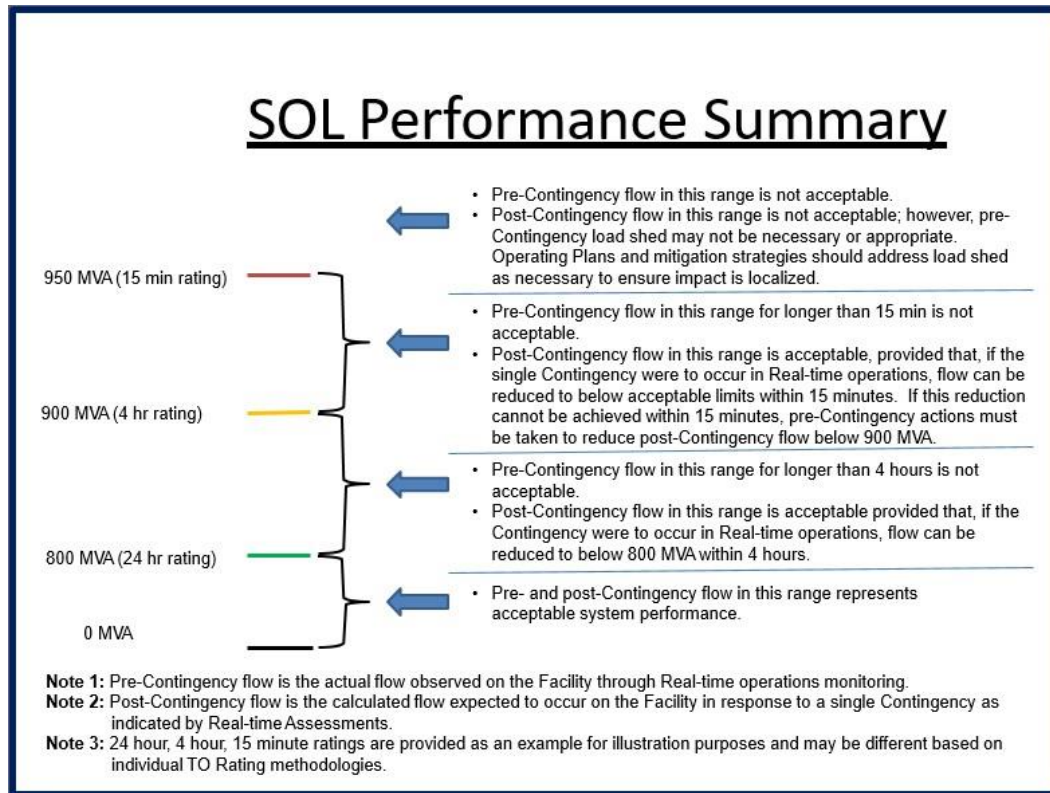 SOL Performance Summary
• Pre-Contingency flow in this range is not acceptable.
• Post-Contingency flow in this range is not acceptable; however, pre-
Contingency load shed may not be necessary or appropriate.
Operating Plans and mitigation strategies should address load shed
as necessary to ensure impact is localized.
950 MVA (15 min rating)
• Pre-Contingency flow in this range for longer than 15 min is not
acceptable.
• Post-Contingency flow in this range is acceptable, provided that, if the
single Contingency were to occur in Real-time operations, flow can be
reduced to below acceptable limits within 15 minutes. If this reduction
cannot be achieved within 15 minutes, pre-Contingency actions must
be taken to reduce post-Contingency flow below 900 MVA.
900 MVA (4 hr rating)
• Pre-Contingency flow in this range for longer than 4 hours is not
acceptable.
• Post-Contingency flow in this range is acceptable provided that, if the
Contingency were to occur in Real-time operations, flow can be
reduced to below 800 MVA within 4 hours.
800 MVA (24 hr rating)
• Pre- and post-Contingency flow in this range represents
acceptable system performance.
0 MVA
Note 1: Pre-Contingency flow is the actual flow observed on the Facility through Real-time operations monitoring.
Note 2: Post-Contingency flow is the calculated flow expected to occur on the Facility in response to a single Contingency as
indicated by Real-time Assessments.
Note 3: 24 hour, 4 hour, 15 minute ratings are provided as an example for illustration purposes and may be different based on
individual TO Rating methodologies.